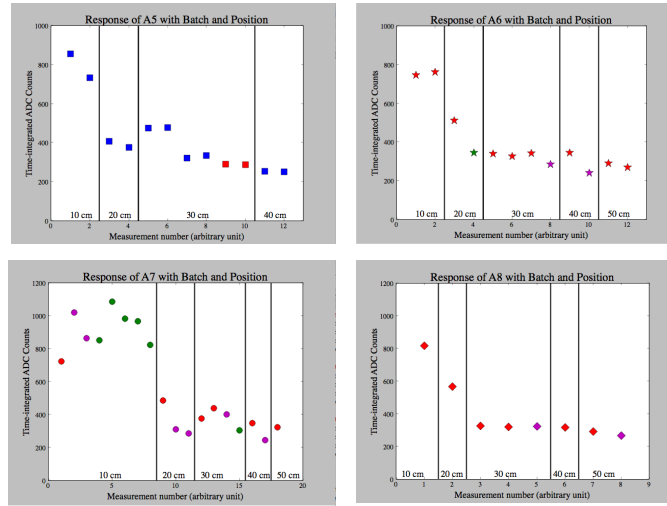 Response of A5 with Batch and Position
1000
800
600
400
200
0
Time-integrated ADC Counts
10 cm 20 cm 30 cm 40 cm
0 2 4 6 8 10 12
Measurement number (arbitrary unit)
Response of A6 with Batch and Position
1000
800
600
400
200
0
Time-integrated ADC Counts
10 cm 20 cm 30 cm 40 cm 50 cm
0 2 4 6 8 10 12
Measurement number (arbitrary unit)
Response of A7 with Batch and Position
1200
1000
800
600
400
200
0
Time-integrated ADC Counts
10 cm 20 cm 30 cm 40 cm 50 cm
0 5 10 15 20
Measurement number (arbitrary unit)
Response of A8 with Batch and Position
1200
1000
800
600
400
200
0
Time-integrated ADC Counts
10 cm 20 cm 30 cm 40 cm 50 cm
0 1 2 3 4 5 6 7 8 9
Measurement number (arbitrary unit)